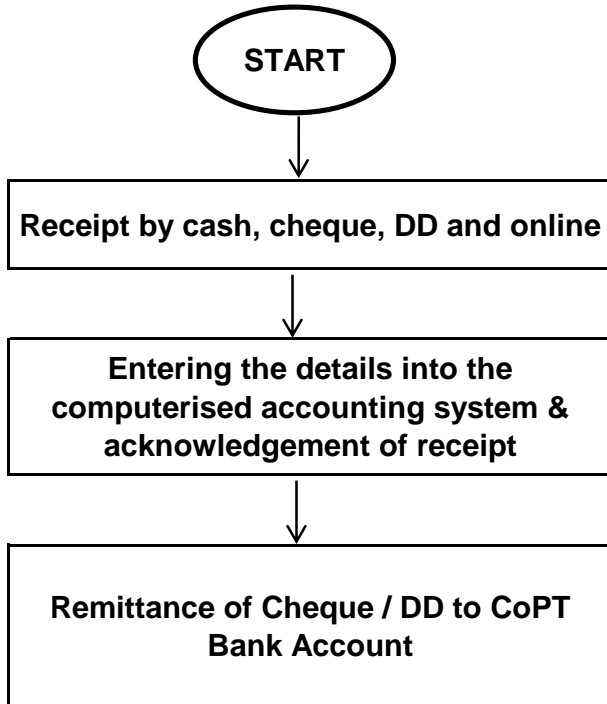 START
Receipt by cash, cheque, DD and online
Entering the details into the
computerised accounting system &
acknowledgement of receipt
Remittance of Cheque / DD to CoPT
Bank Account